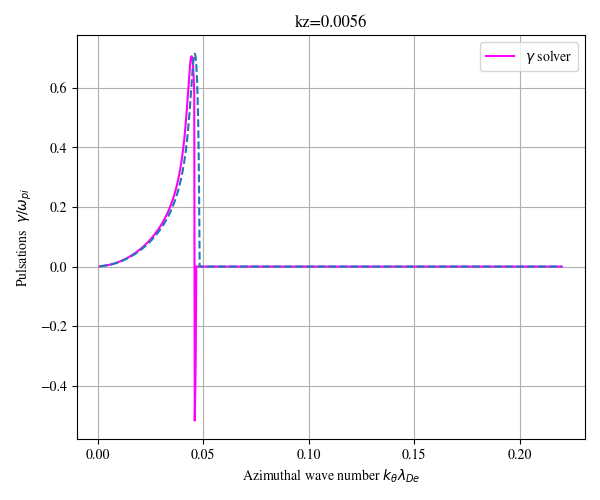 kz=0.0056
γ solver
Pulsations γ/ω_pi
0.6
0.4
0.2
0.0
−0.2
−0.4
0.00 0.05 0.10 0.15 0.20
Azimuthal wave number k_θλ_De